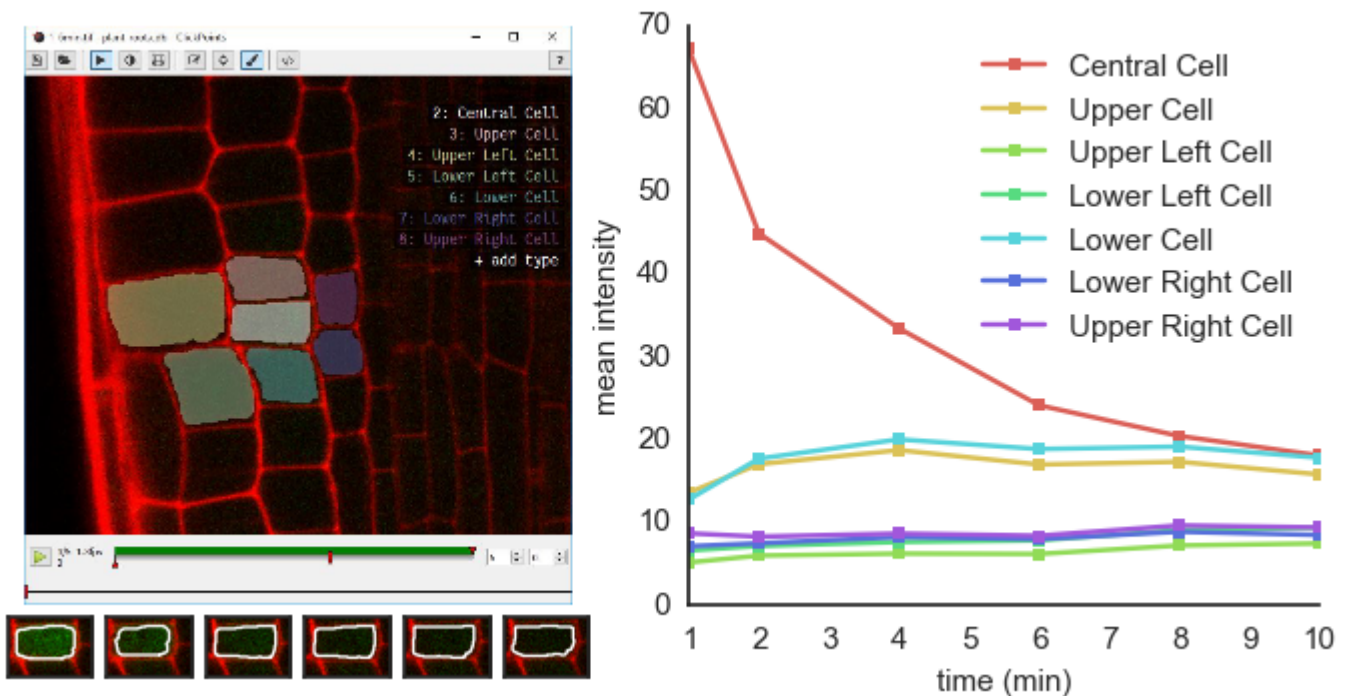 plant_root.cdb - ClickPoints
?
2: Central Cell
3: Upper Cell
4: Upper Left Cell
5: Lower Left Cell
6: Lower Cell
7: Lower Right Cell
8: Upper Right Cell
+ add type
70
60
50
40
30
20
10
0
mean intensity
Central Cell
Upper Cell
Upper Left Cell
Lower Left Cell
Lower Cell
Lower Right Cell
Upper Right Cell
1 2 4 5 6 7 8 9 10
time (min)